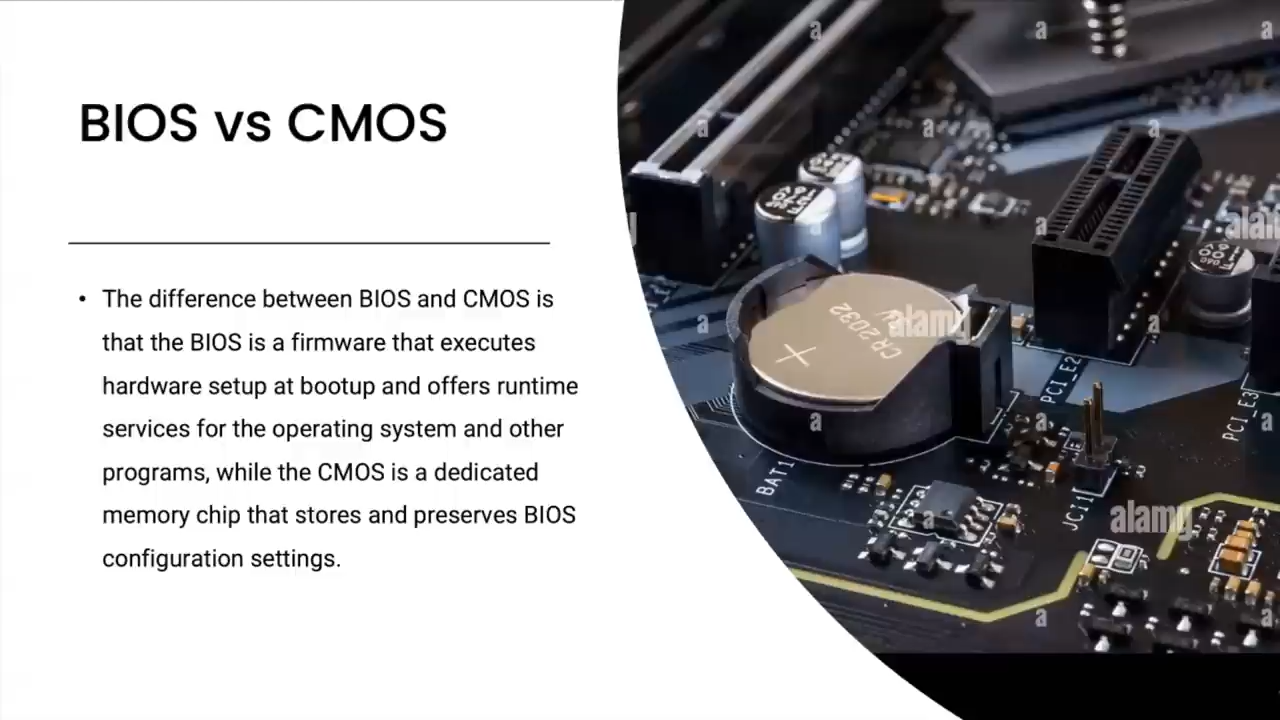 BIOS vs CMOS
• The difference between BIOS and CMOS is
that the BIOS is a firmware that executes
hardware setup at bootup and offers runtime
services for the operating system and other
programs, while the CMOS is a dedicated
memory chip that stores and preserves BIOS
configuration settings.
a
a
a
a
a
a
alamy
CR2032
+
a
alamy
PCI_E2
PCI_E3
a
a
BAT1
JCI1
a
alamy
a
a